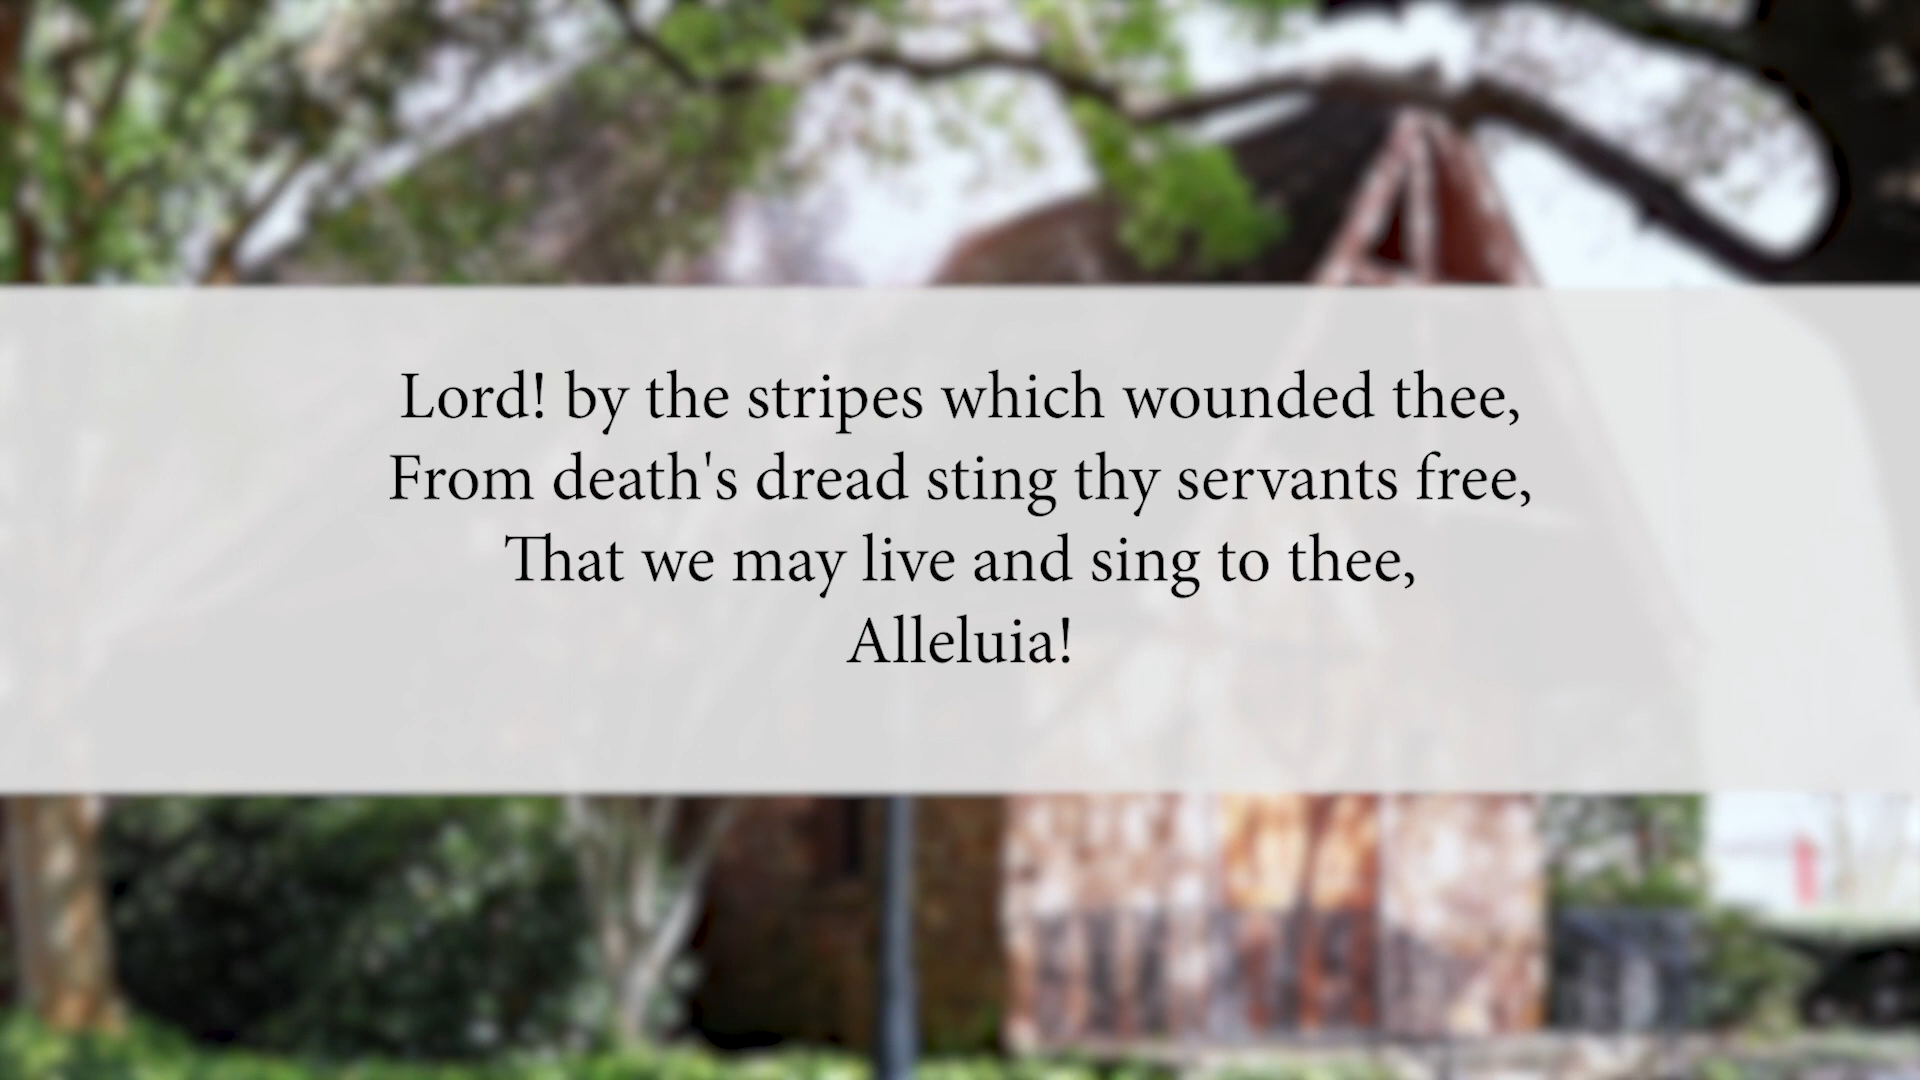 Lord! by the stripes which wounded thee,
From death's dread sting thy servants free,
That we may live and sing to thee,
Alleluia!